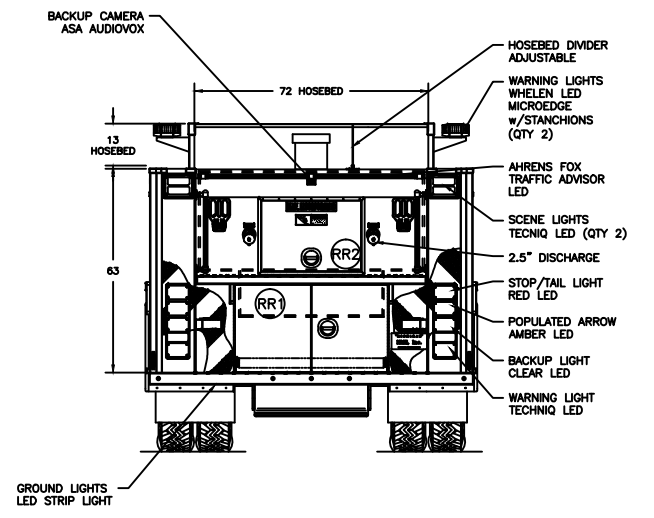 BACKUP CAMERA
ASA AUDIOVOX
72 HOSEBED
13
HOSEBED
63
HOSEBED DIVIDER
ADJUSTABLE
WARNING LIGHTS
WHELEN LED
MICROEDGE
w/STANCHIONS
(QTY 2)
AHRENS FOX
TRAFFIC ADVISOR
LED
SCENE LIGHTS
TECNIQ LED (QTY 2)
2.5" DISCHARGE
STOP/TAIL LIGHT
RED LED
POPULATED ARROW
AMBER LED
BACKUP LIGHT
CLEAR LED
WARNING LIGHT
TECHNIQ LED
RR2
RR1
GROUND LIGHTS
LED STRIP LIGHT